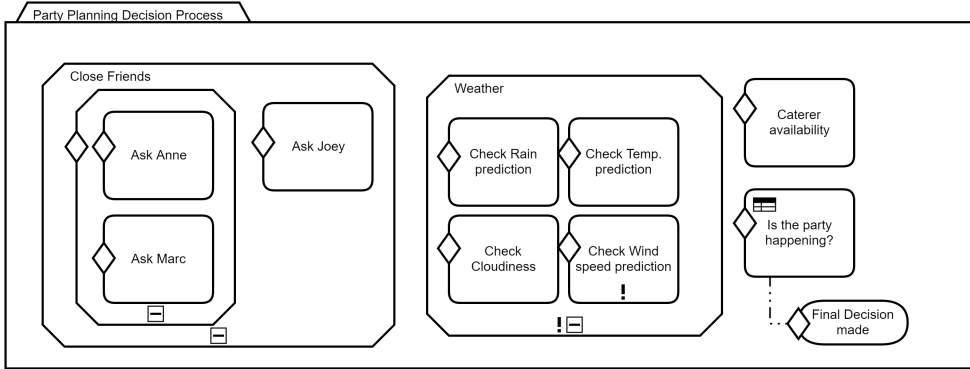 Party Planning Decision Process
Close Friends
Ask Anne
Ask Joey
Ask Marc
Weather
Check Rain
prediction
Check Temp.
prediction
Check
Cloudiness
Check Wind
speed prediction
!
!
Caterer
availability
Is the party
happening?
Final Decision
made